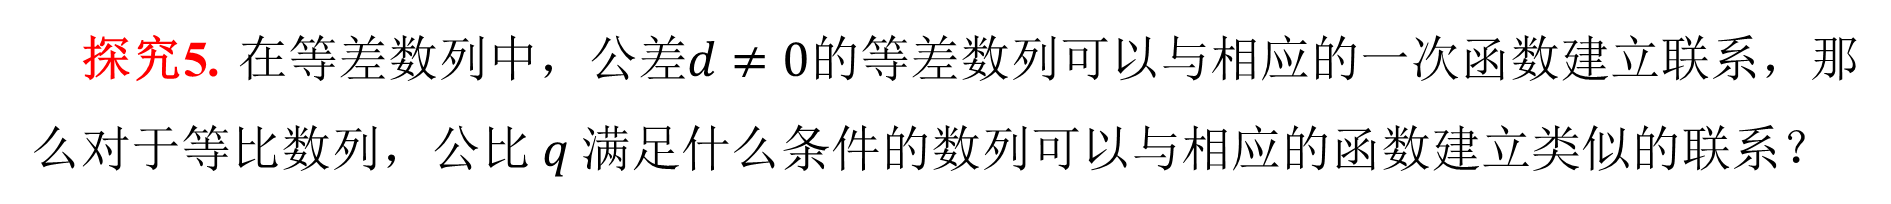 探究5. 在等差数列中，公差d ≠ 0的等差数列可以与相应的一次函数建立联系，那
么对于等比数列，公比 q 满足什么条件的数列可以与相应的函数建立类似的联系？